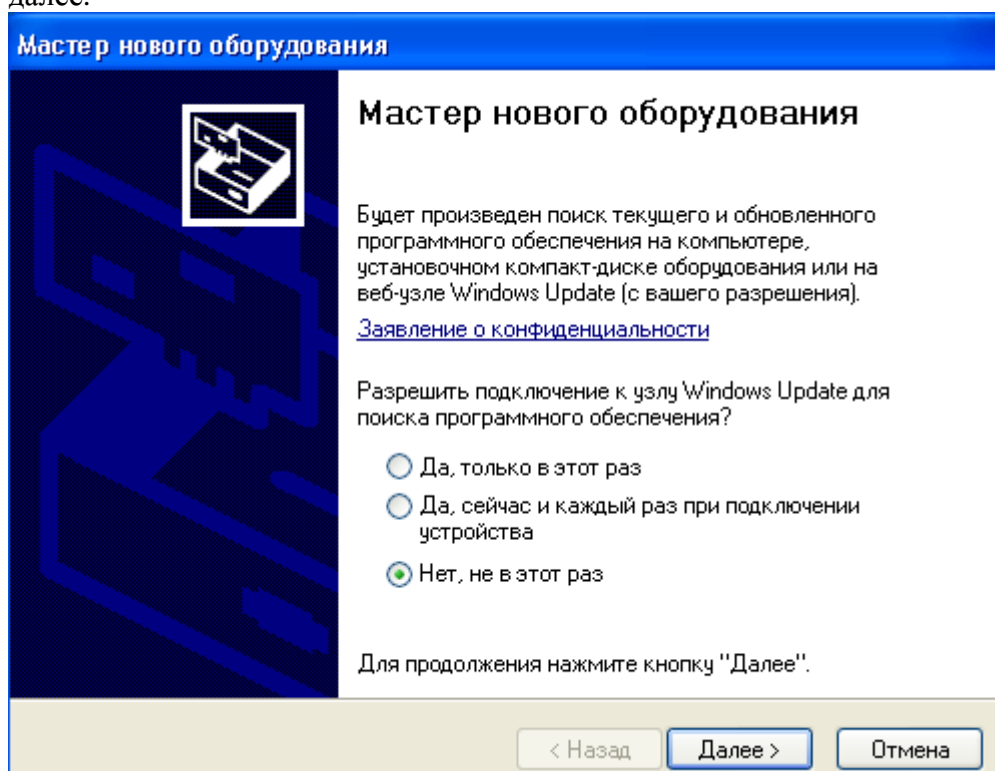 далее.
Мастер нового оборудования
Мастер нового оборудования
Будет произведен поиск текущего и обновленного
программного обеспечения на компьютере,
установочном компакт-диске оборудования или на
веб-узле Windows Update (с вашего разрешения).
Заявление о конфиденциальности
Разрешить подключение к узлу Windows Update для
поиска программного обеспечения?
Да, только в этот раз
Да, сейчас и каждый раз при подключении
устройства
Нет, не в этот раз
Для продолжения нажмите кнопку "Далее".
< Назад
Далее >
Отмена